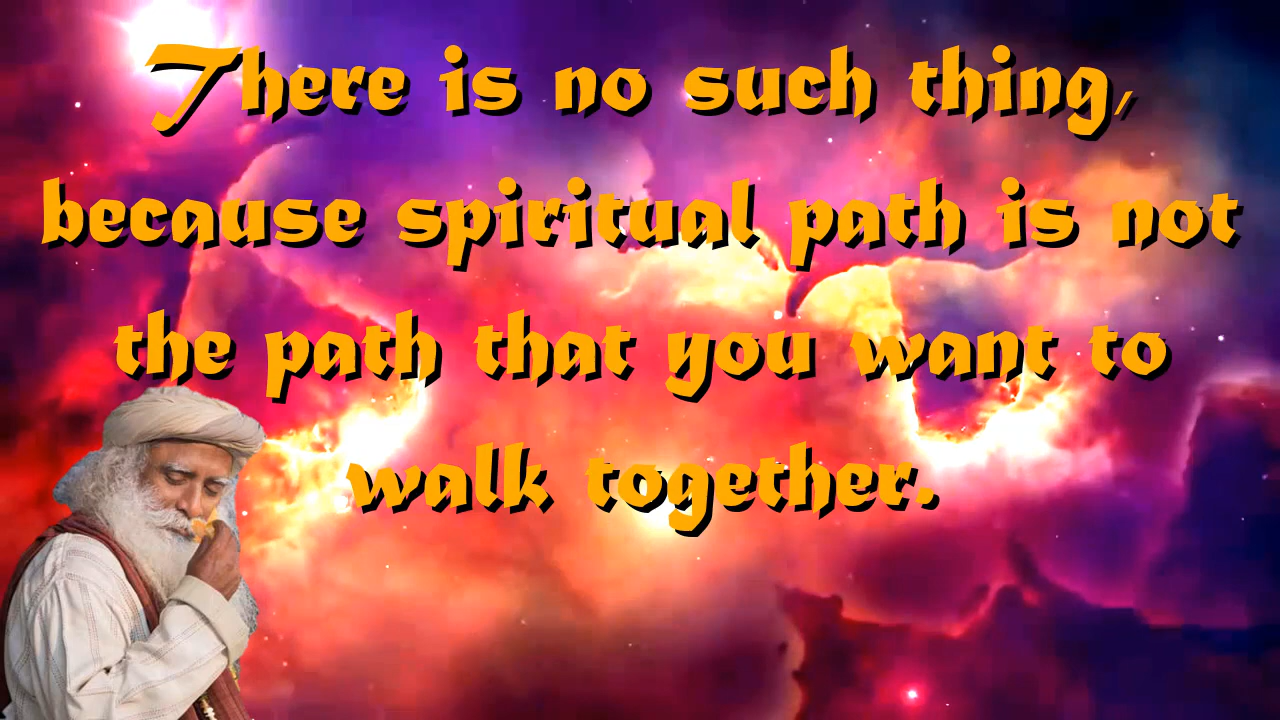 There is no such thing,
because spiritual path is not
the path that you want to
walk together.